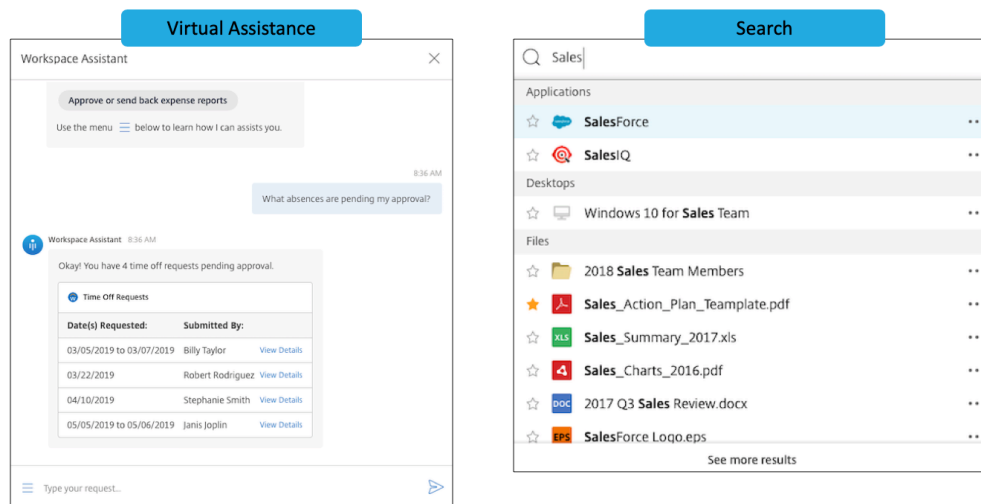 Virtual Assistance
Workspace Assistant
Approve or send back expense reports
Use the menu below to learn how I can assists you.
8:36 AM
What absences are pending my approval?
Workspace Assistant 8:36 AM
Okay! You have 4 time off requests pending approval.
Time Off Requests
Date(s) Requested: Submitted By:
03/05/2019 to 03/07/2019 Billy Taylor View Details
03/22/2019 Robert Rodriguez View Details
04/10/2019 Stephanie Smith View Details
05/05/2019 to 05/06/2019 Janis Joplin View Details
Type your request...
Search
Sales
Applications
SalesForce
SalesIQ
Desktops
Windows 10 for Sales Team
Files
2018 Sales Team Members
Sales_Action_Plan_Teamplate.pdf
XLS Sales_Summary_2017.xls
Sales_Charts_2016.pdf
DOC 2017 Q3 Sales Review.docx
EPS SalesForce Logo.eps
See more results